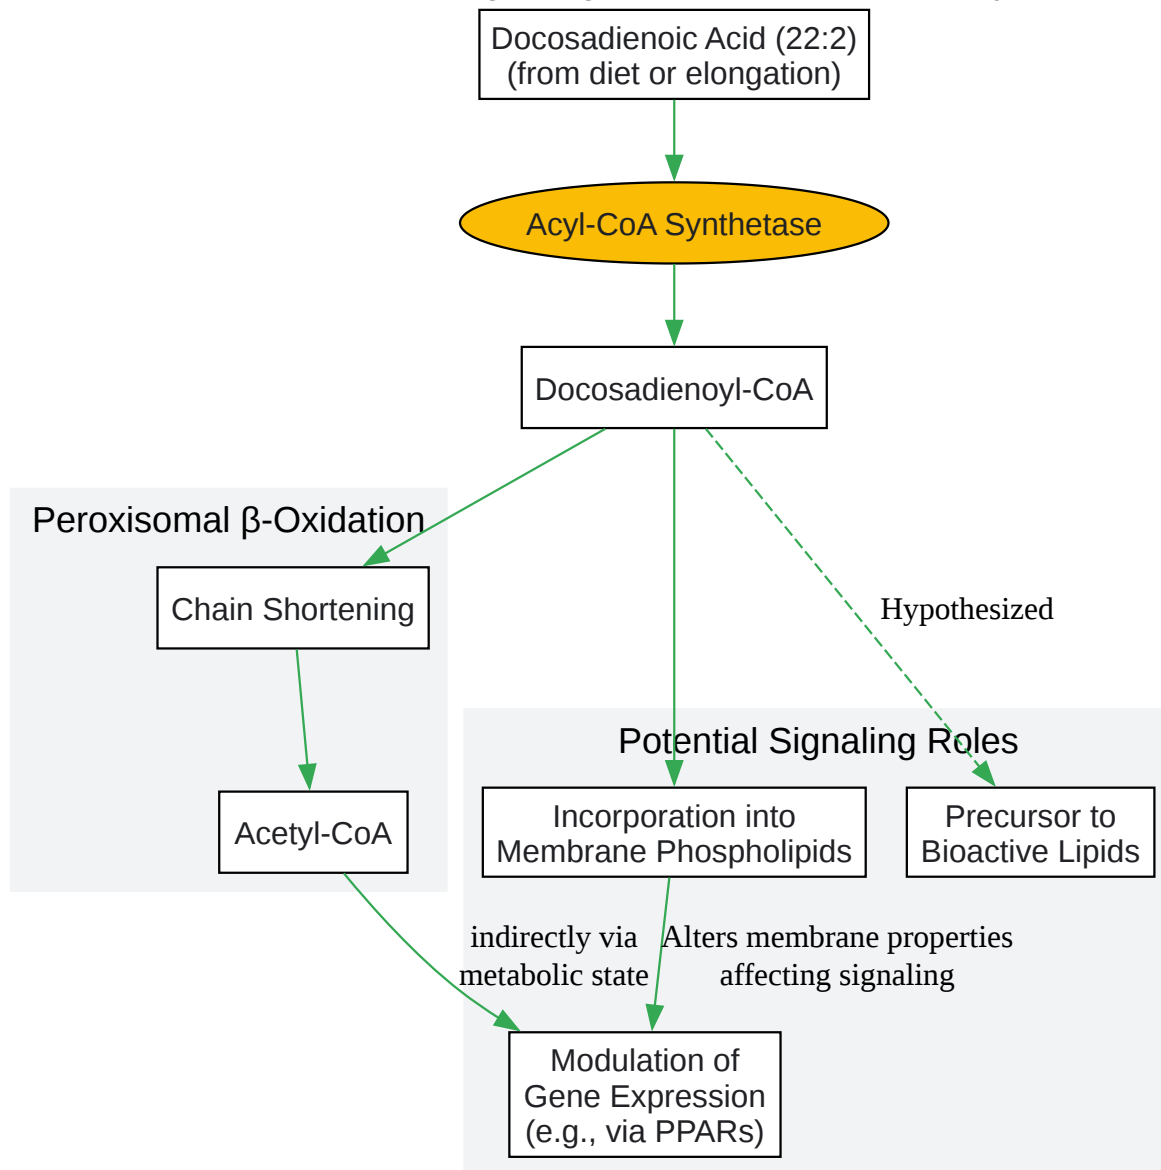 Docosadienoic Acid (22:2)
(from diet or elongation)
Acyl-CoA Synthetase
Docosadienoyl-CoA
Peroxisomal β-Oxidation
Chain Shortening
Hypothesized
Potential Signaling Roles
Acetyl-CoA
Incorporation into
Membrane Phospholipids
Precursor to
Bioactive Lipids
indirectly via
metabolic state
Alters membrane properties
affecting signaling
Modulation of
Gene Expression
(e.g., via PPARs)